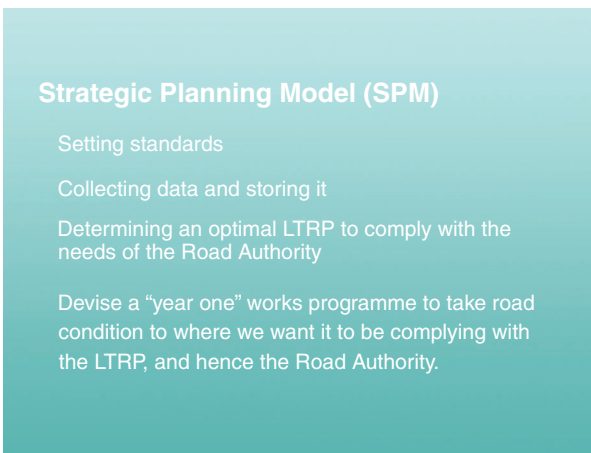 Strategic Planning Model (SPM)
Setting standards
Collecting data and storing it
Determining an optimal LTRP to comply with the
needs of the Road Authority
Devise a “year one” works programme to take road
condition to where we want it to be complying with
the LTRP, and hence the Road Authority.